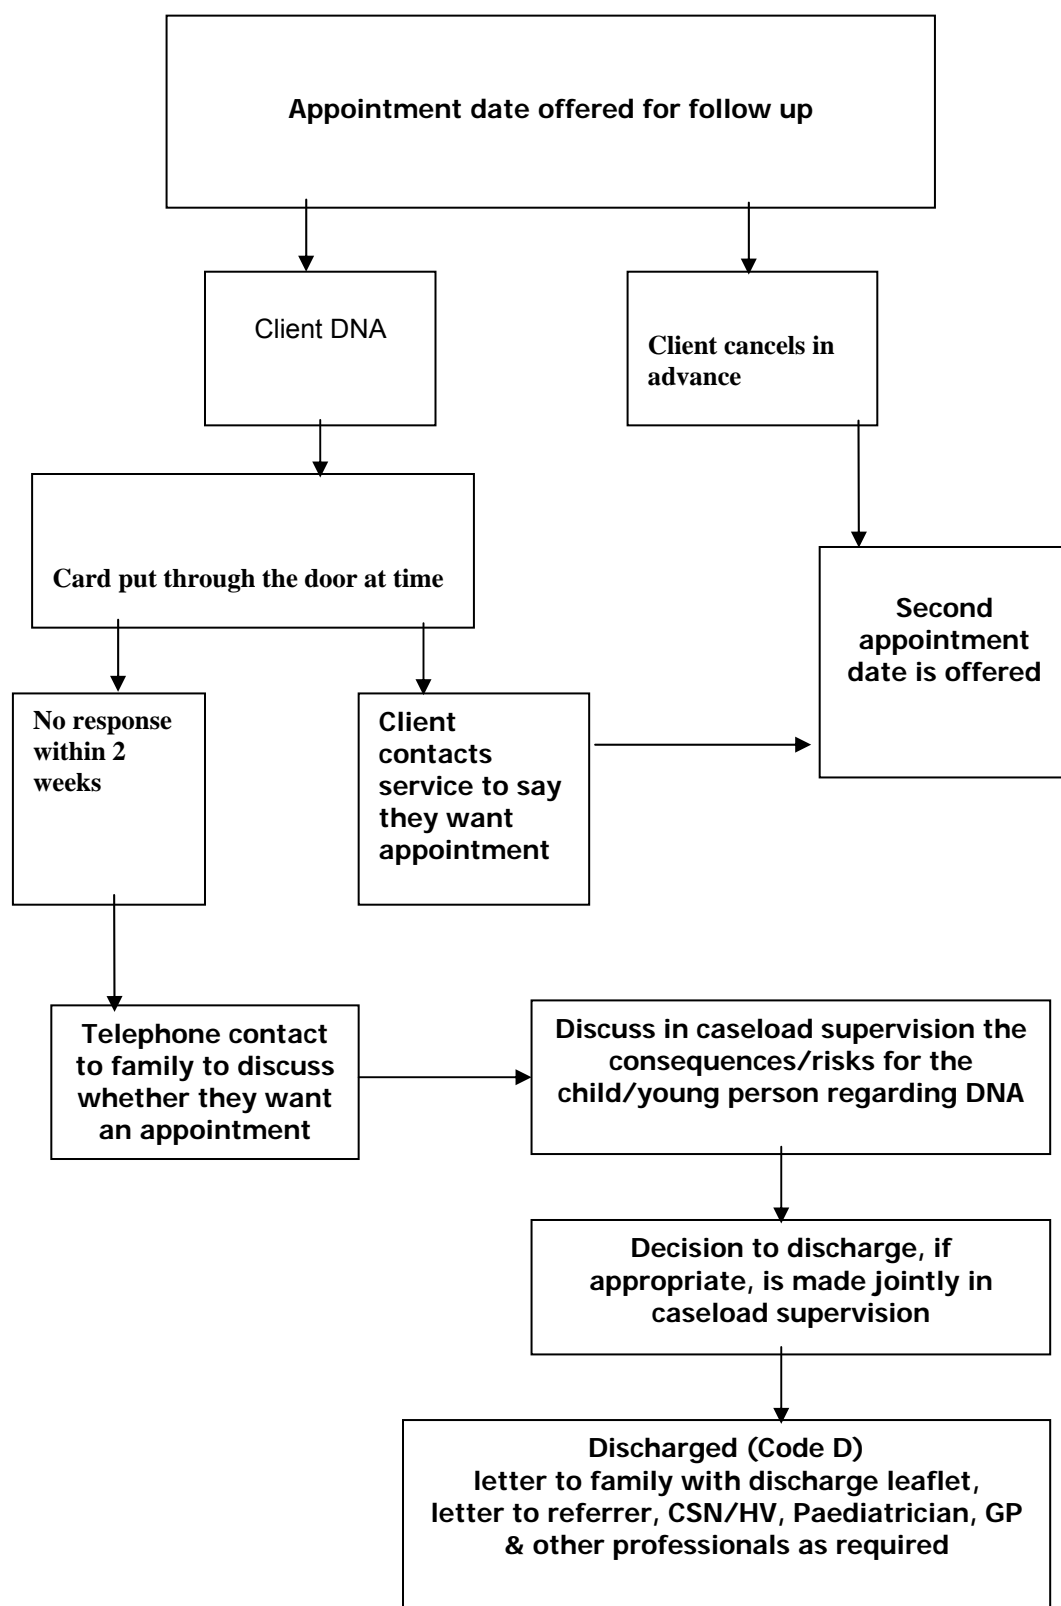 Appointment date offered for follow up
Client DNA
Client cancels in
advance
Card put through the door at time
Second
appointment
date is offered
No response
within 2
weeks
Client
contacts
service to say
they want
appointment
Telephone contact
to family to discuss
whether they want
an appointment
Discuss in caseload supervision the
consequences/risks for the
child/young person regarding DNA
Decision to discharge, if
appropriate, is made jointly in
caseload supervision
Discharged (Code D)
letter to family with discharge leaflet,
letter to referrer, CSN/HV, Paediatrician, GP
& other professionals as required